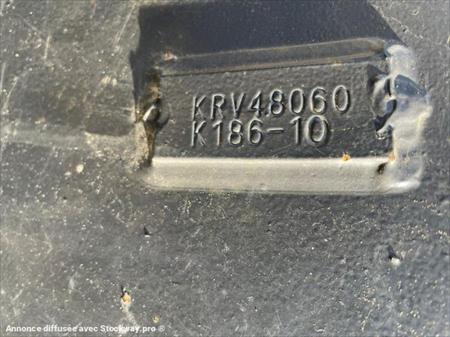 KRV48060
K186-10
Annonce diffusée avec Stockway.pro ®